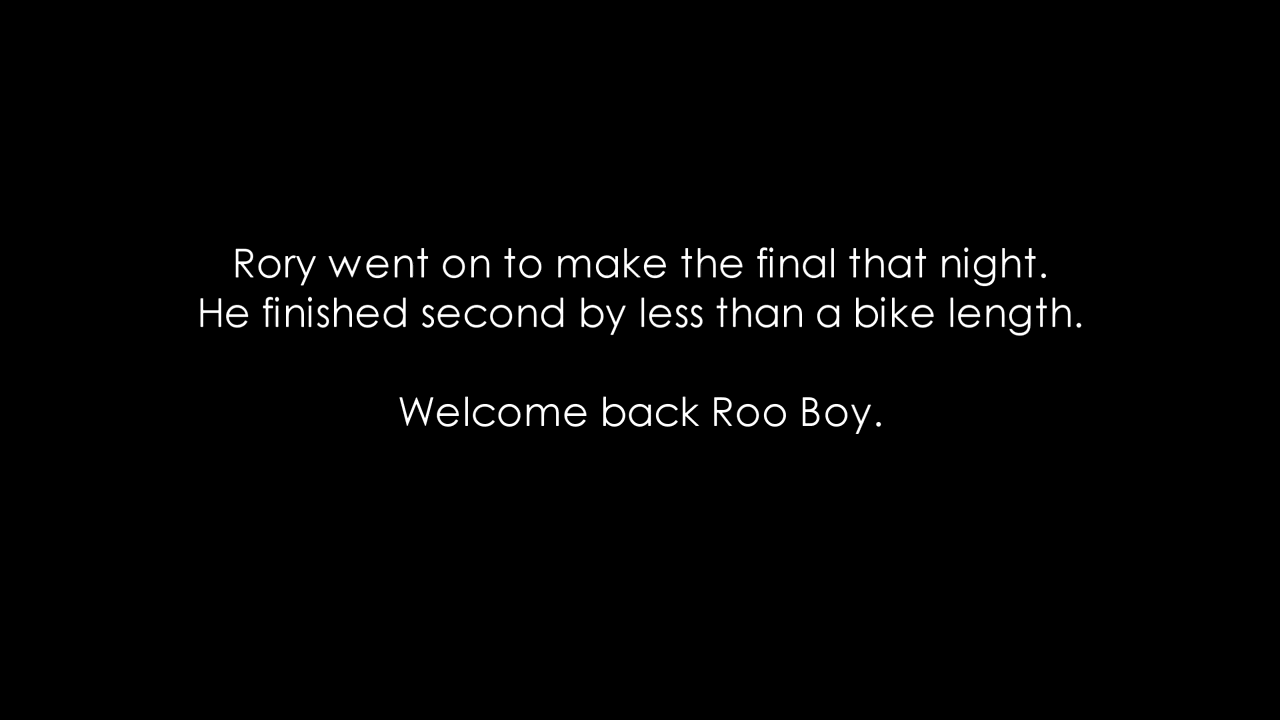 Rory went on to make the final that night.
He finished second by less than a bike length.
Welcome back Roo Boy.